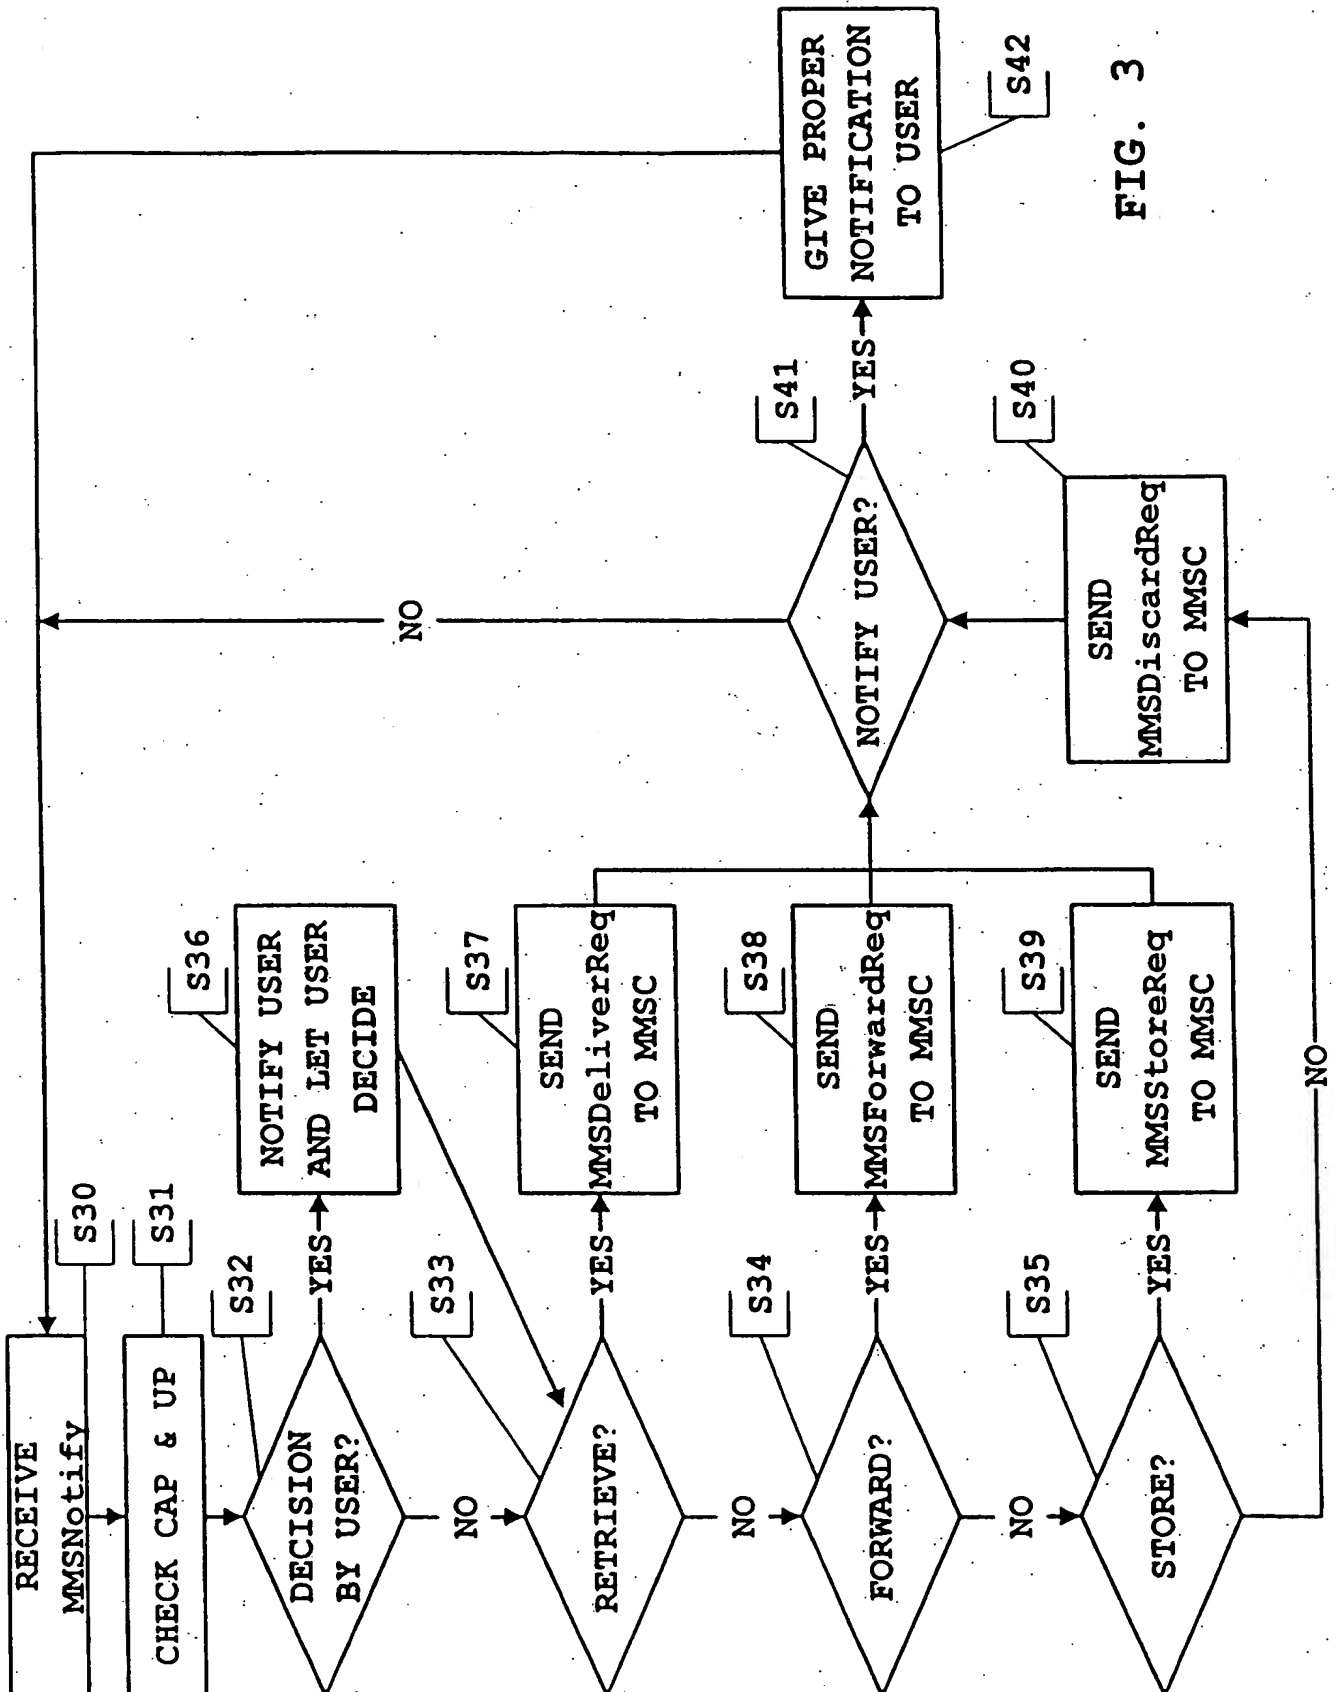 RECEIVE
MMSNotify
S30
CHECK CAP & UP
S31
DECISION
BY USER?
S32
YES
NOTIFY USER
AND LET USER
DECIDE
S36
NO
RETRIEVE?
S33
YES
SEND
MMSDeliverReq
TO MMSC
S37
NO
FORWARD?
S34
YES
SEND
MMSForwardReq
TO MMSC
S38
NO
STORE?
S35
YES
SEND
MMSStoreReq
TO MMSC
S39
NO
SEND
MMSDiscardReq
TO MMSC
S40
NOTIFY USER?
S41
NO
YES
GIVE PROPER
NOTIFICATION
TO USER
S42
FIG. 3